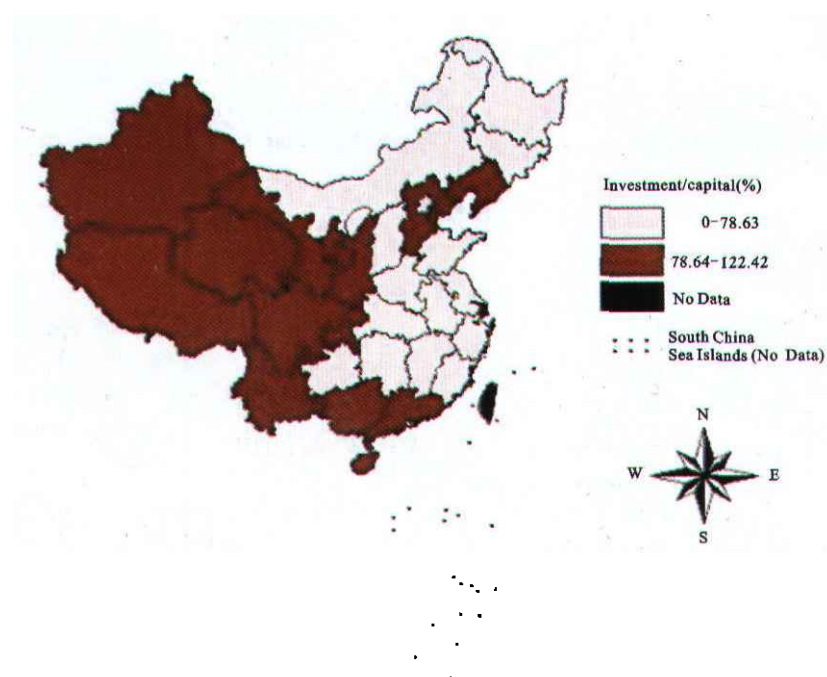 Investment/capital(%)
0-78.63
78.64-122.42
No Data
South China
Sea Islands (No Data)
N
W
E
S